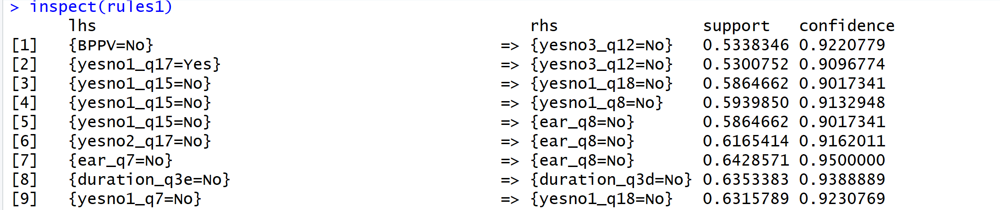 > inspect(rules1)
lhs rhs support confidence
[1] {BPPV=No} => {yesno3_q12=No} 0.5338346 0.9220779
[2] {yesno1_q17=Yes} => {yesno3_q12=No} 0.5300752 0.9096774
[3] {yesno1_q15=No} => {yesno1_q18=No} 0.5864662 0.9017341
[4] {yesno1_q15=No} => {yesno1_q8=No} 0.5939850 0.9132948
[5] {yesno1_q15=No} => {ear_q8=No} 0.5864662 0.9017341
[6] {yesno2_q17=No} => {ear_q8=No} 0.6165414 0.9162011
[7] {ear_q7=No} => {ear_q8=No} 0.6428571 0.9500000
[8] {duration_q3e=No} => {duration_q3d=No} 0.6353383 0.9388889
[9] {yesno1_q7=No} => {yesno1_q18=No} 0.6315789 0.9230769